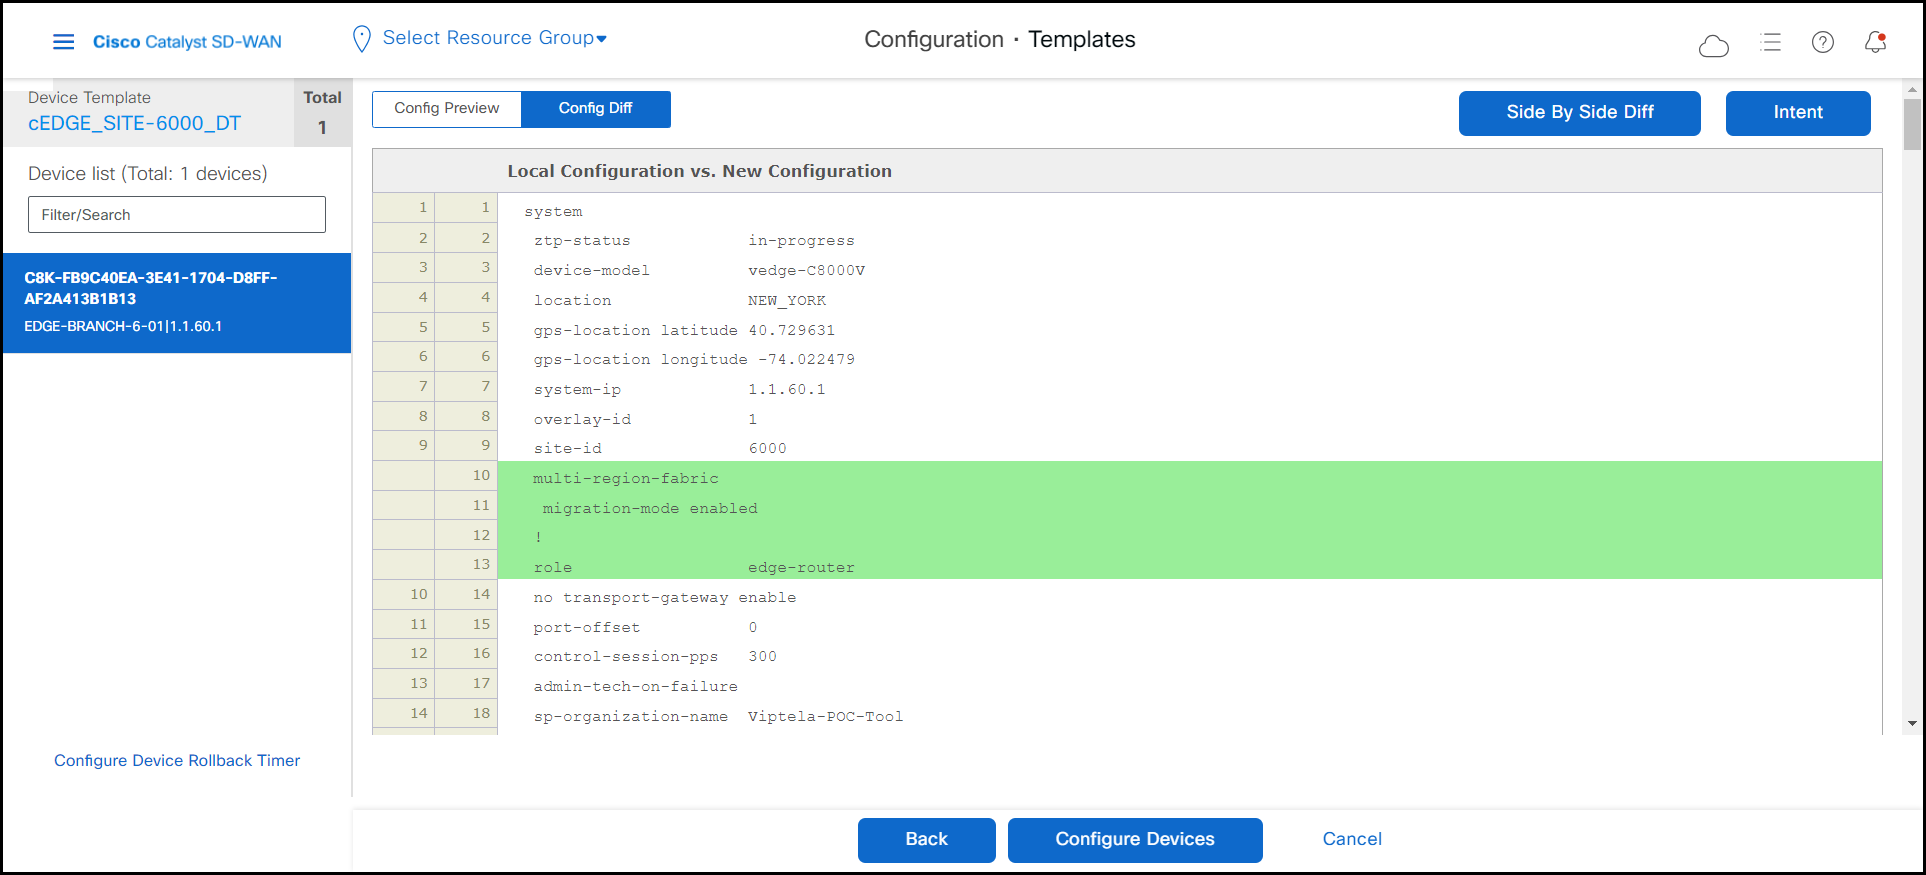 Cisco Catalyst SD-WAN
Select Resource Group
Configuration · Templates
Device Template
cEDGE_SITE-6000_DT
Total
1
Device list (Total: 1 devices)
Filter/Search
C8K-FB9C40EA-3E41-1704-D8FF-
AF2A413B1B13
EDGE-BRANCH-6-01|1.1.60.1
Configure Device Rollback Timer
Config Preview
Config Diff
Side By Side Diff
Intent
Local Configuration vs. New Configuration
1 1 system
2 2 ztp-status in-progress
3 3 device-model vedge-C8000V
4 4 location NEW_YORK
5 5 gps-location latitude 40.729631
6 6 gps-location longitude -74.022479
7 7 system-ip 1.1.60.1
8 8 overlay-id 1
9 9 site-id 6000
10 multi-region-fabric
11 migration-mode enabled
12 !
13 role edge-router
10 14 no transport-gateway enable
11 15 port-offset 0
12 16 control-session-pps 300
13 17 admin-tech-on-failure
14 18 sp-organization-name Viptela-POC-Tool
Back
Configure Devices
Cancel